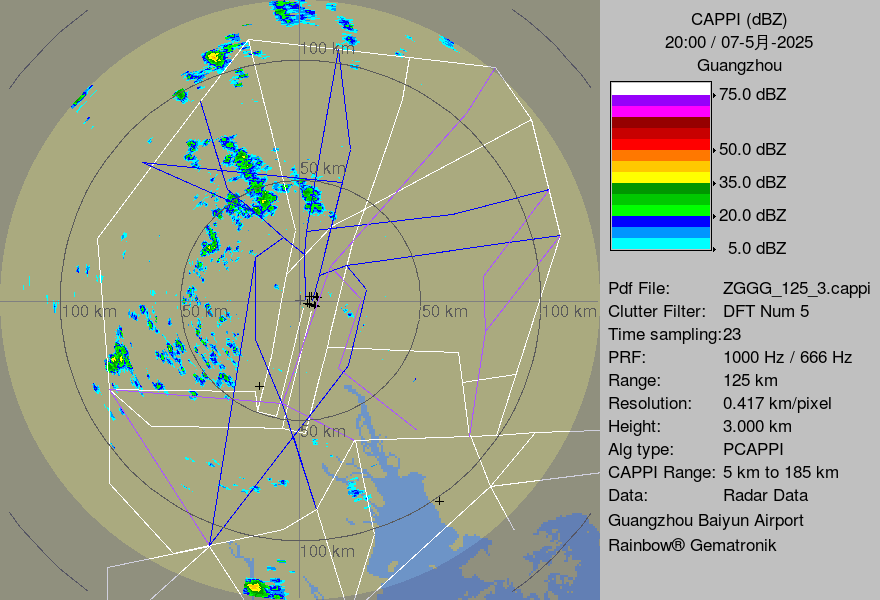 CAPPI (dBZ)
20:00 / 07-5月-2025
Guangzhou
75.0 dBZ
50.0 dBZ
35.0 dBZ
20.0 dBZ
5.0 dBZ
Pdf File: ZGGG_125_3.cappi
Clutter Filter: DFT Num 5
Time sampling:23
PRF: 1000 Hz / 666 Hz
Range: 125 km
Resolution: 0.417 km/pixel
Height: 3.000 km
Alg type: PCAPPI
CAPPI Range: 5 km to 185 km
Data: Radar Data
Guangzhou Baiyun Airport
Rainbow® Gematronik
100 km
50 km
100 km
50 km
50 km
100 km
50 km
100 km